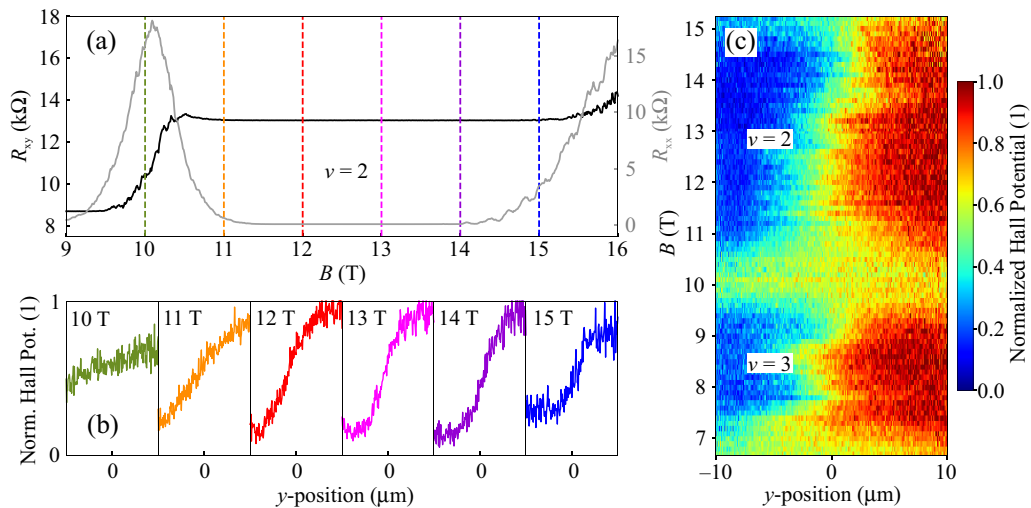 (a)
18
16
14
12
10
8
R_xy (kΩ)
15
10
5
0
R_xx (kΩ)
ν = 2
9 10 11 12 13 14 15 16
B (T)
1
1
Norm. Hall Pot. (1)
10 T 11 T 12 T 13 T 14 T 15 T
(b)
0 0 0 0 0 0
y-position (μm)
(c)
15
14
13
12
11
10
9
8
7
B (T)
ν = 2
ν = 3
−10 0 10
y-position (μm)
1.0
0.8
0.6
0.4
0.2
0.0
Normalized Hall Potential (1)